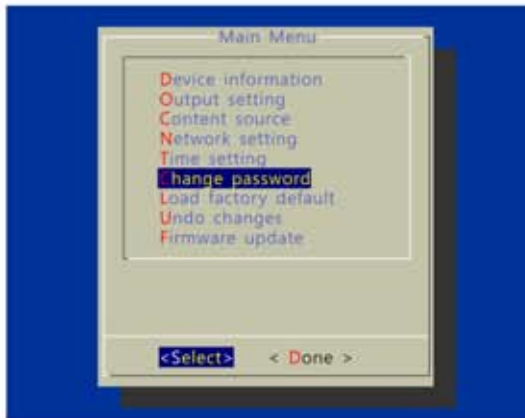 Main Menu
Device information
Output setting
Content source
Network setting
Time setting
Change password
Load factory default
Undo changes
Firmware update
<Select> < Done >